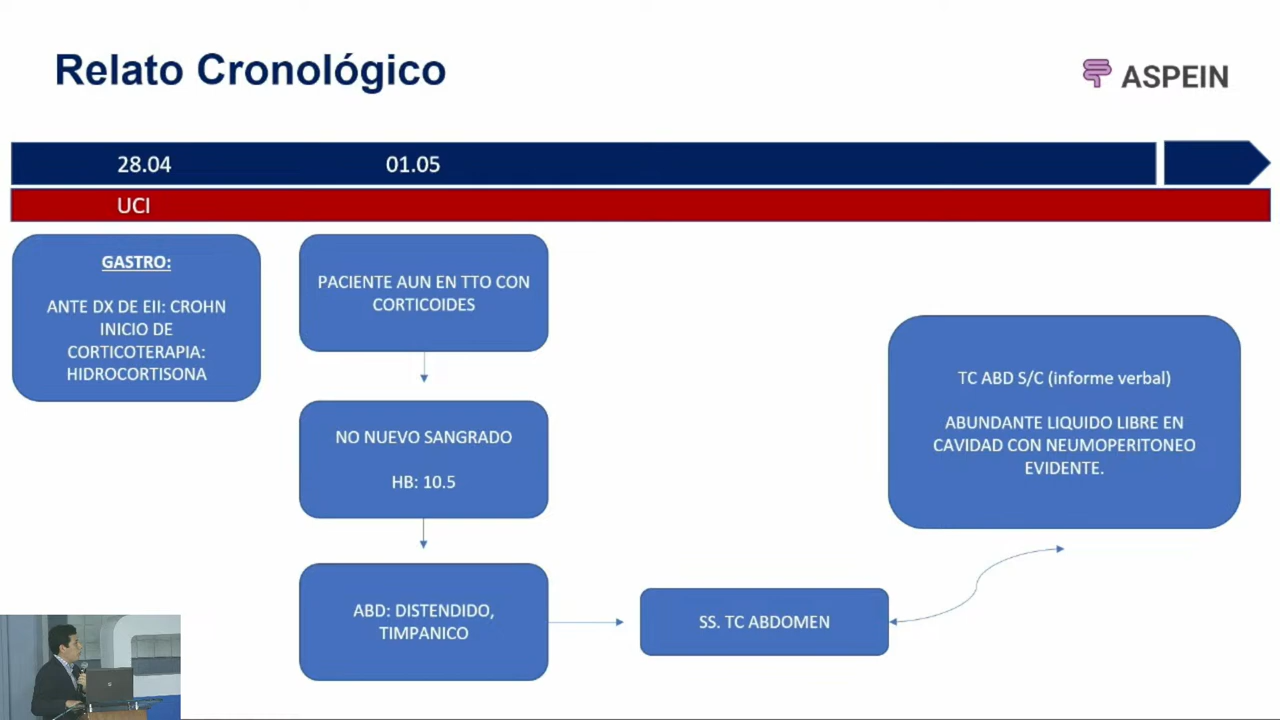 Relato Cronológico
ASPEIN
28.04
01.05
UCI
GASTRO:
ANTE DX DE EII: CROHN
INICIO DE
CORTICOTERAPIA:
HIDROCORTISONA
PACIENTE AUN EN TTO CON
CORTICOIDES
NO NUEVO SANGRADO
HB: 10.5
ABD: DISTENDIDO,
TIMPANICO
SS. TC ABDOMEN
TC ABD S/C (informe verbal)
ABUNDANTE LIQUIDO LIBRE EN
CAVIDAD CON NEUMOPERITONEO
EVIDENTE.